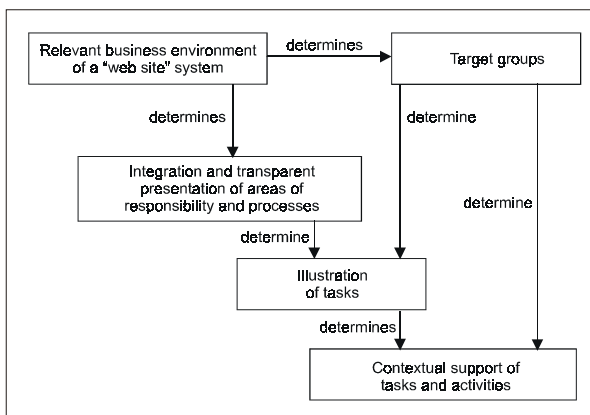 Relevant business environment
of a "web site" system
determines
Target groups
determines
determine
Integration and transparent
presentation of areas of
responsibility and processes
determine
determine
Illustration
of tasks
determines
Contextual support of
tasks and activities